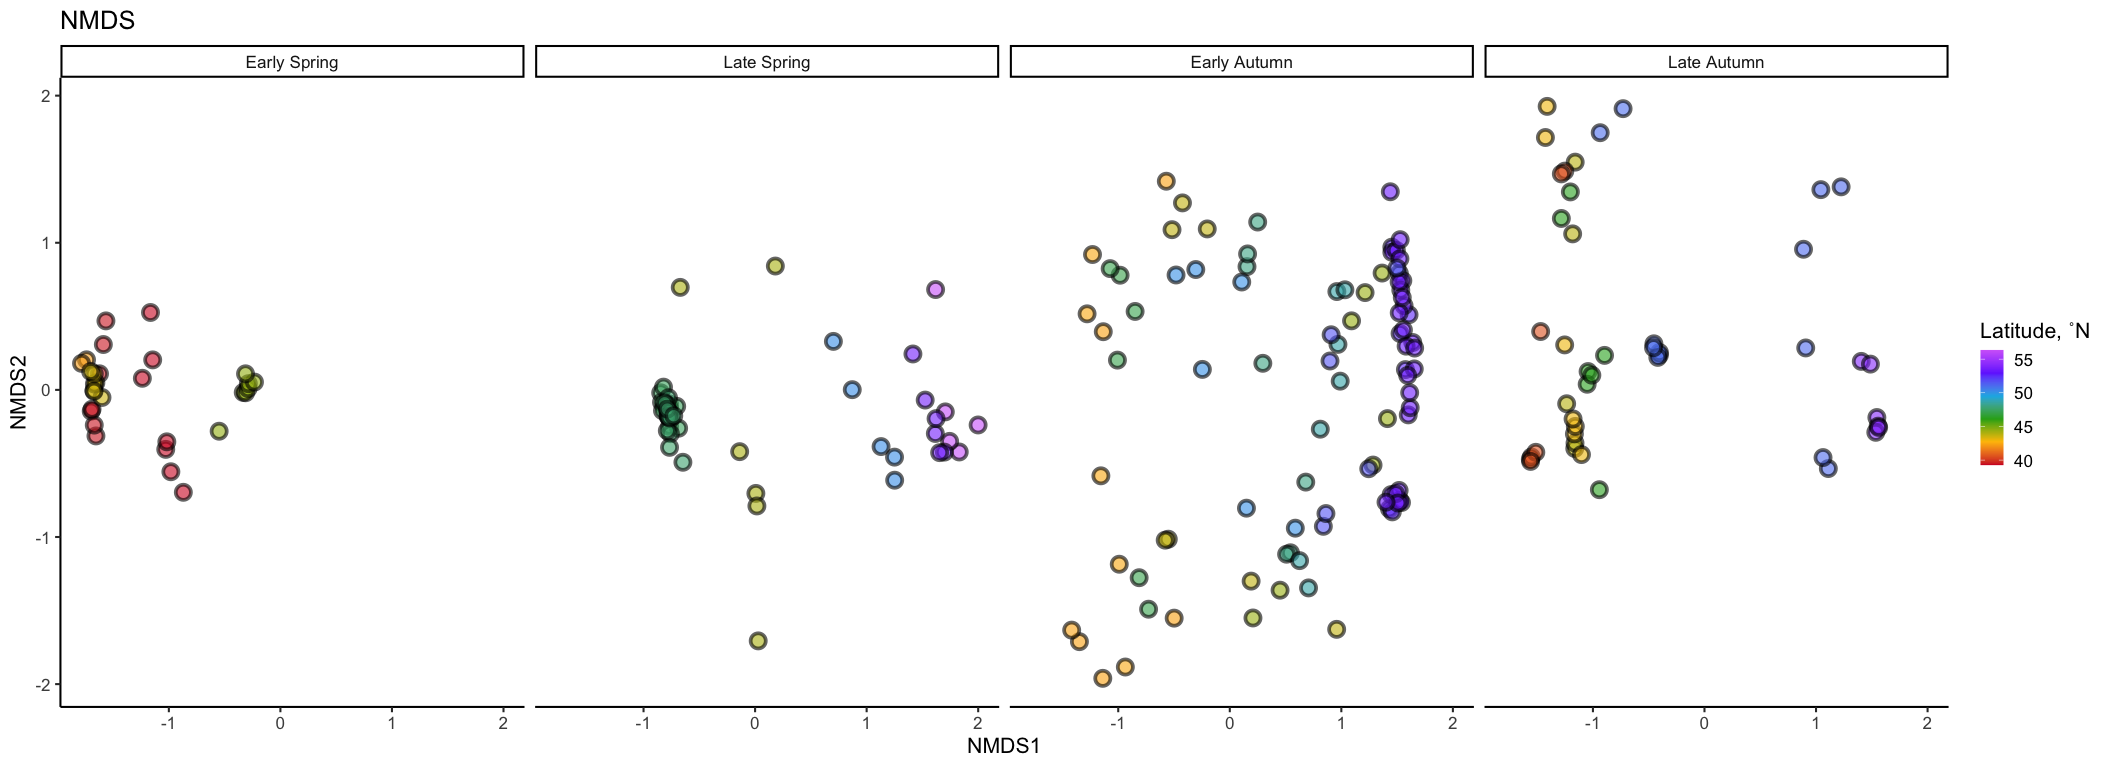 NMDS
Early Spring
Late Spring
Early Autumn
Late Autumn
2
1
0
-1
-2
NMDS2
-1 0 1 2
-1 0 1 2
-1 0 1 2
-1 0 1 2
NMDS1
Latitude, °N
55
50
45
40